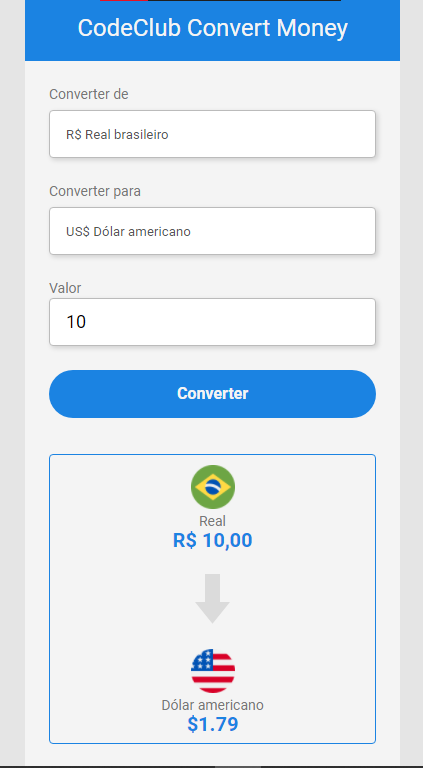 CodeClub Convert Money
Converter de
R$ Real brasileiro
Converter para
US$ Dólar americano
Valor
10
Converter
Real
R$ 10,00
Dólar americano
$1.79